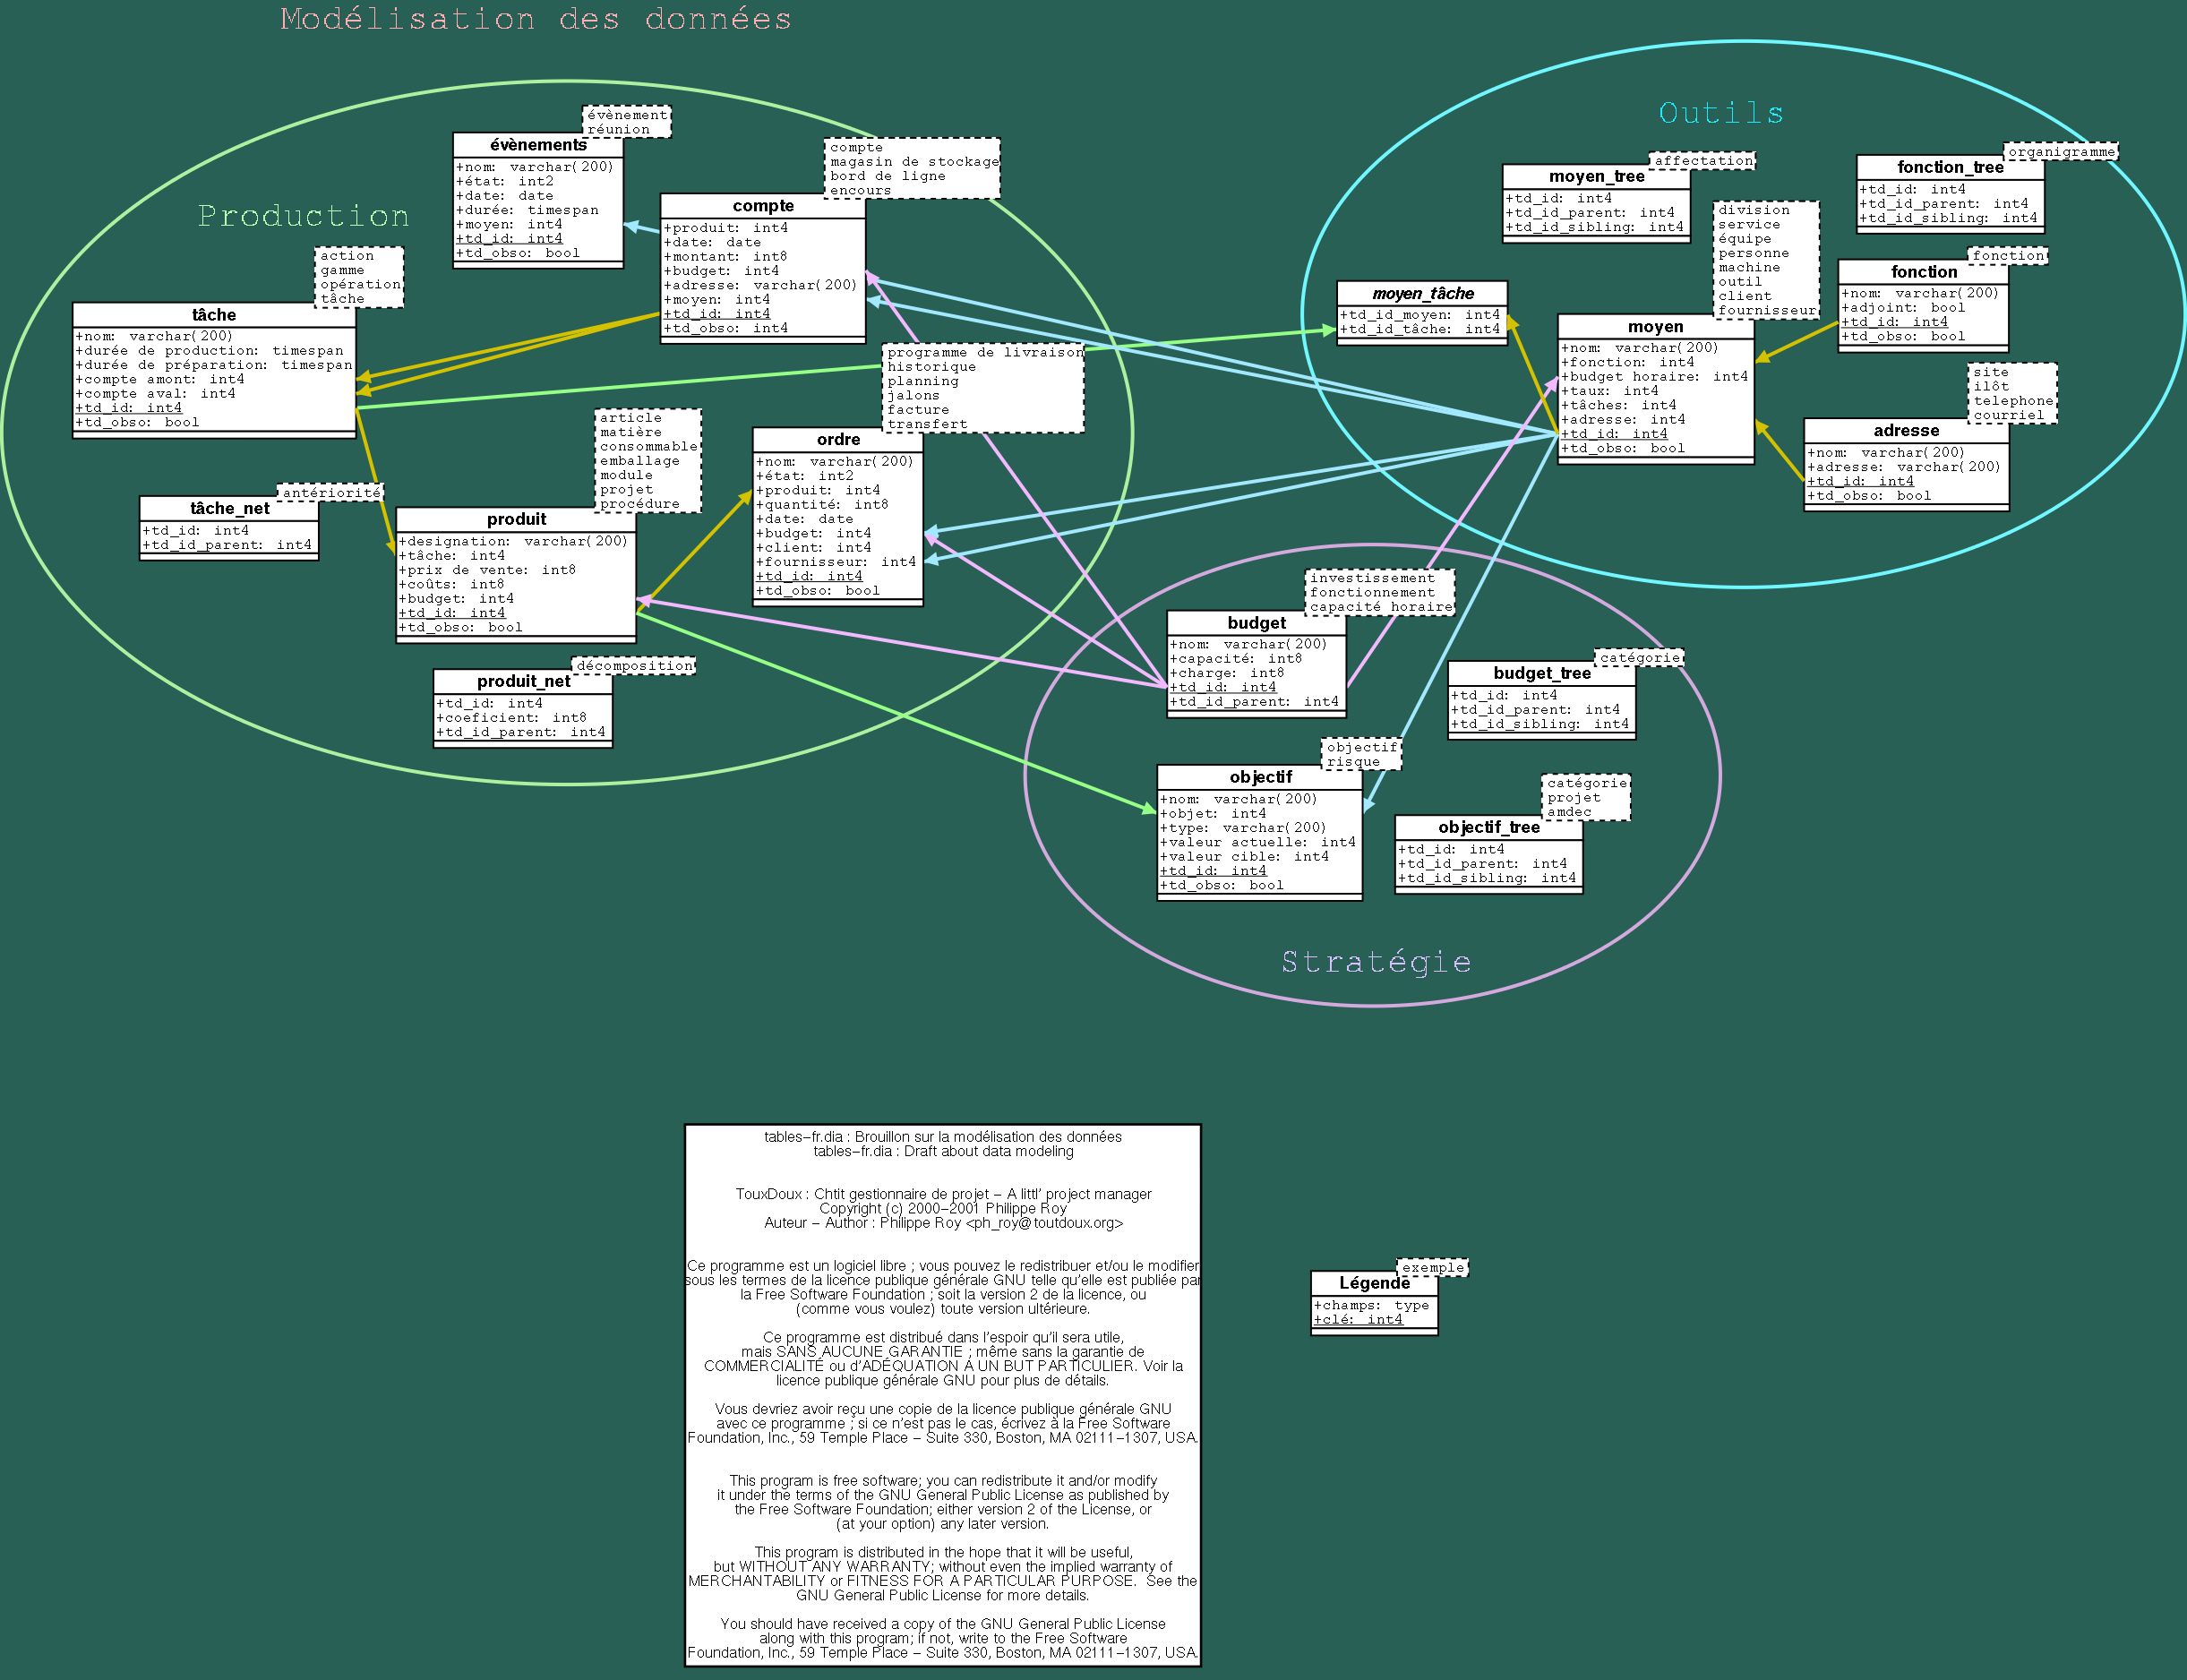 Modélisation des données
Production
évènement
réunion
évènements
+nom: varchar(200)
+état: int2
+date: date
+durée: timespan
+moyen: int4
+td_id: int4
+td_obso: bool
compte
magasin de stockage
bord de ligne
encours
compte
+produit: int4
+date: date
+montant: int8
+budget: int4
+adresse: varchar(200)
+moyen: int4
+td_id: int4
+td_obso: int4
action
gamme
opération
tâche
tâche
+nom: varchar(200)
+durée de production: timespan
+durée de préparation: timespan
+compte amont: int4
+compte aval: int4
+td_id: int4
+td_obso: bool
antériorité
tâche_net
+td_id: int4
+td_id_parent: int4
article
matière
consommable
emballage
module
projet
procédure
produit
+designation: varchar(200)
+tâche: int4
+prix de vente: int8
+coûts: int8
+budget: int4
+td_id: int4
+td_obso: bool
décomposition
produit_net
+td_id: int4
+coeficient: int8
+td_id_parent: int4
programme de livraison
historique
planning
jalons
facture
transfert
ordre
+nom: varchar(200)
+état: int2
+produit: int4
+quantité: int8
+date: date
+budget: int4
+client: int4
+fournisseur: int4
+td_id: int4
+td_obso: bool
Outils
affectation
moyen_tree
+td_id: int4
+td_id_parent: int4
+td_id_sibling: int4
organigramme
fonction_tree
+td_id: int4
+td_id_parent: int4
+td_id_sibling: int4
moyen_tâche
+td_id_moyen: int4
+td_id_tâche: int4
division
service
équipe
personne
machine
outil
client
fournisseur
moyen
+nom: varchar(200)
+fonction: int4
+budget horaire: int4
+taux: int4
+tâches: int4
+adresse: int4
+td_id: int4
+td_obso: bool
fonction
fonction
+nom: varchar(200)
+adjoint: bool
+td_id: int4
+td_obso: bool
site
ilôt
telephone
courriel
adresse
+nom: varchar(200)
+adresse: varchar(200)
+td_id: int4
+td_obso: bool
investissement
fonctionnement
capacité horaire
budget
+nom: varchar(200)
+capacité: int8
+charge: int8
+td_id: int4
+td_id_parent: int4
catégorie
budget_tree
+td_id: int4
+td_id_parent: int4
+td_id_sibling: int4
objectif
risque
objectif
+nom: varchar(200)
+objet: int4
+type: varchar(200)
+valeur actuelle: int4
+valeur cible: int4
+td_id: int4
+td_obso: bool
catégorie
projet
amdec
objectif_tree
+td_id: int4
+td_id_parent: int4
+td_id_sibling: int4
Stratégie
tables-fr.dia : Brouillon sur la modélisation des données
tables-fr.dia : Draft about data modeling
TouxDoux : Chtit gestionnaire de projet - A littl' project manager
Copyright (c) 2000-2001 Philippe Roy
Auteur - Author : Philippe Roy <ph_roy@toutdoux.org>
Ce programme est un logiciel libre ; vous pouvez le redistribuer et/ou le modifier
sous les termes de la licence publique générale GNU telle qu'elle est publiée par
la Free Software Foundation ; soit la version 2 de la licence, ou
(comme vous voulez) toute version ultérieure.
Ce programme est distribué dans l'espoir qu'il sera utile,
mais SANS AUCUNE GARANTIE ; même sans la garantie de
COMMERCIALITÉ ou d'ADÉQUATION A UN BUT PARTICULIER. Voir la
licence publique générale GNU pour plus de détails.
Vous devriez avoir reçu une copie de la licence publique générale GNU
avec ce programme ; si ce n'est pas le cas, écrivez à la Free Software
Foundation, Inc., 59 Temple Place - Suite 330, Boston, MA 02111-1307, USA.
This program is free software; you can redistribute it and/or modify
it under the terms of the GNU General Public License as published by
the Free Software Foundation; either version 2 of the License, or
(at your option) any later version.
This program is distributed in the hope that it will be useful,
but WITHOUT ANY WARRANTY; without even the implied warranty of
MERCHANTABILITY or FITNESS FOR A PARTICULAR PURPOSE. See the
GNU General Public License for more details.
You should have received a copy of the GNU General Public License
along with this program; if not, write to the Free Software
Foundation, Inc., 59 Temple Place - Suite 330, Boston, MA 02111-1307, USA.
exemple
Légende
+champs: type
+clé: int4